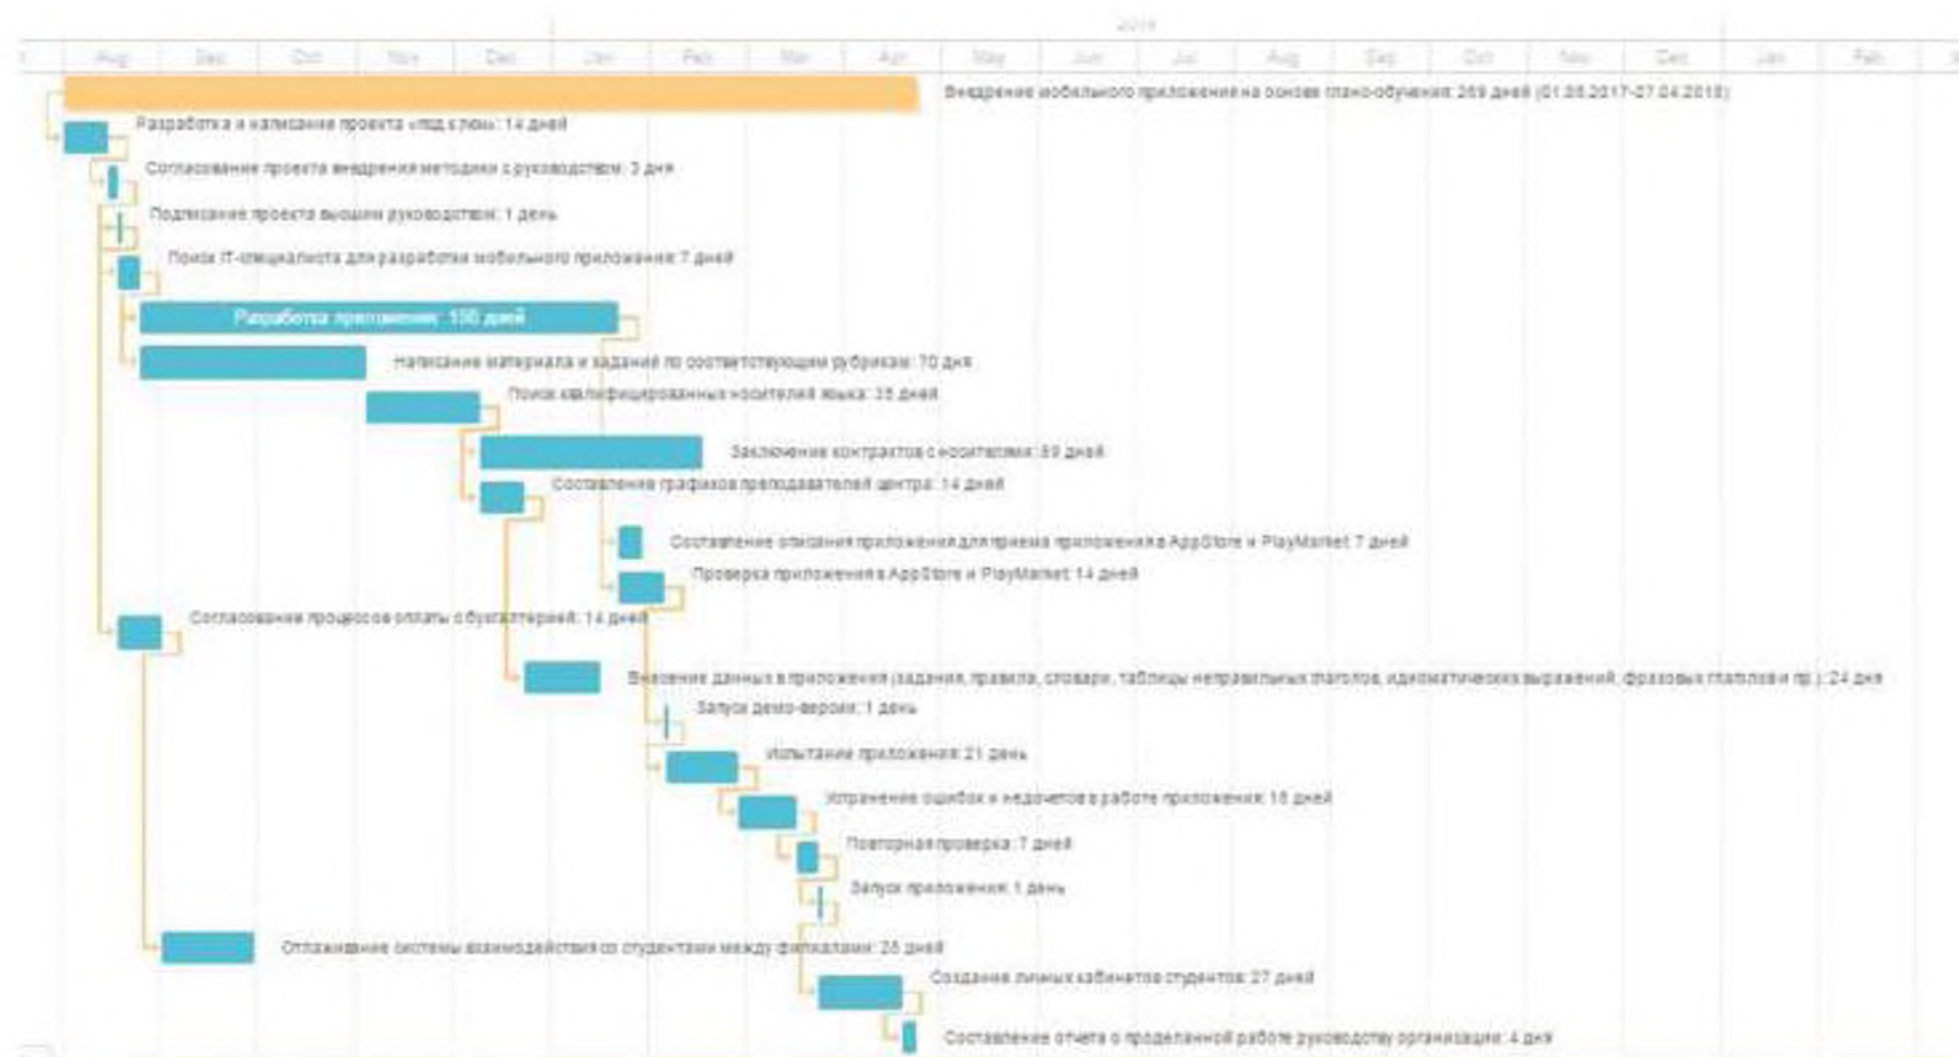 2018
Aug Sep Oct Nov Dec Jan Feb Mar Apr May Jun Jul Aug Sep Oct Nov Dec Jan Feb
Внедрение мобильного приложения на основе глано-обучения: 269 дней (01.08.2017-27.04.2018)
Разработка и написание проекта «под ключ»: 14 дней
Согласование проекта внедрения методики с руководством: 3 дня
Подписание проекта высшим руководством: 1 день
Поиск IT-специалиста для разработки мобильного приложения: 7 дней
Разработка приложения: дней
Написание материала и заданий по соответствующим рубрикам: 70 дня
Поиск квалифицированных носителей языка: 35 дней
Заключение контрактов с носителями: дней
Составление графиков преподавателей центра: 14 дней
Составление описания приложения для приема приложения в AppStore и PlayMarket: 7 дней
Проверка приложения в AppStore и PlayMarket: 14 дней
Согласование процессов оплаты с бухгалтерией: 14 дней
Внесение данных в приложения (задания, правила, словари, таблицы неправильных глаголов, идиоматических выражений, фразовых глаголов и пр.): 24 дня
Запуск демо-версии: 1 день
Испытание приложения: 21 день
Устранение ошибок и недочетов в работе приложения: дней
Повторная проверка: 7 дней
Запуск приложения: 1 день
Отлаживание системы взаимодействия со студентами между филиалами: дней
Создание личных кабинетов студентов: 27 дней
Составление отчета о проделанной работе руководству организации: 4 дня